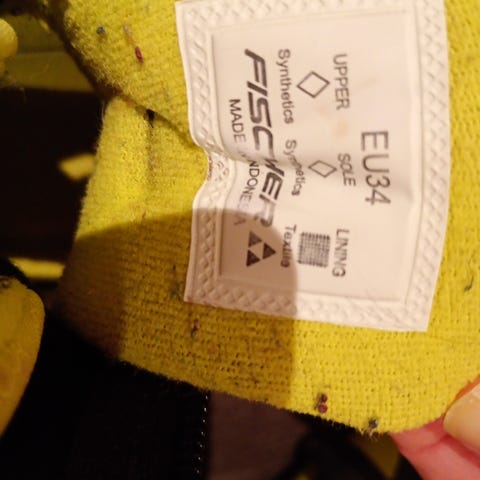 EU34
UPPER SOLE LINING
Synthetics Synthetics Textile
FISCHER
MADE IN INDONESIA